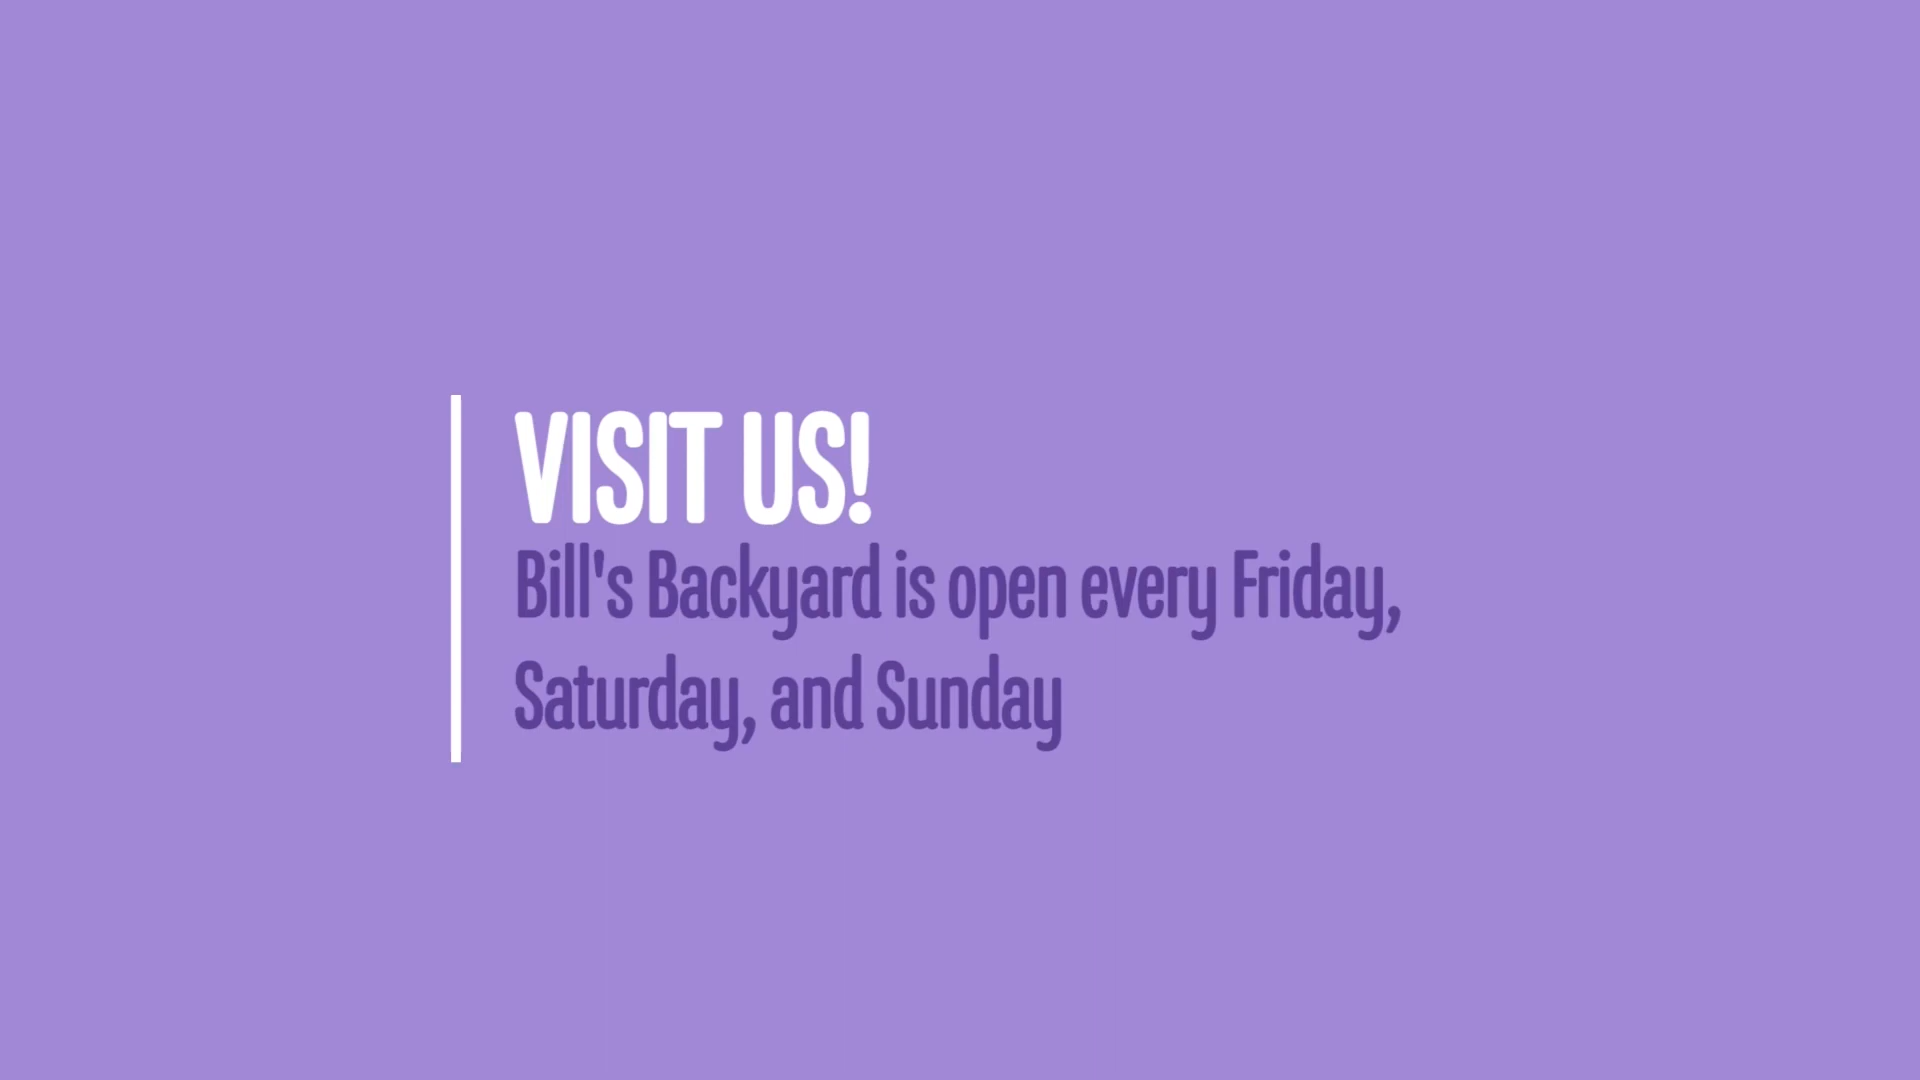 VISIT US!
Bill's Backyard is open every Friday,
Saturday, and Sunday